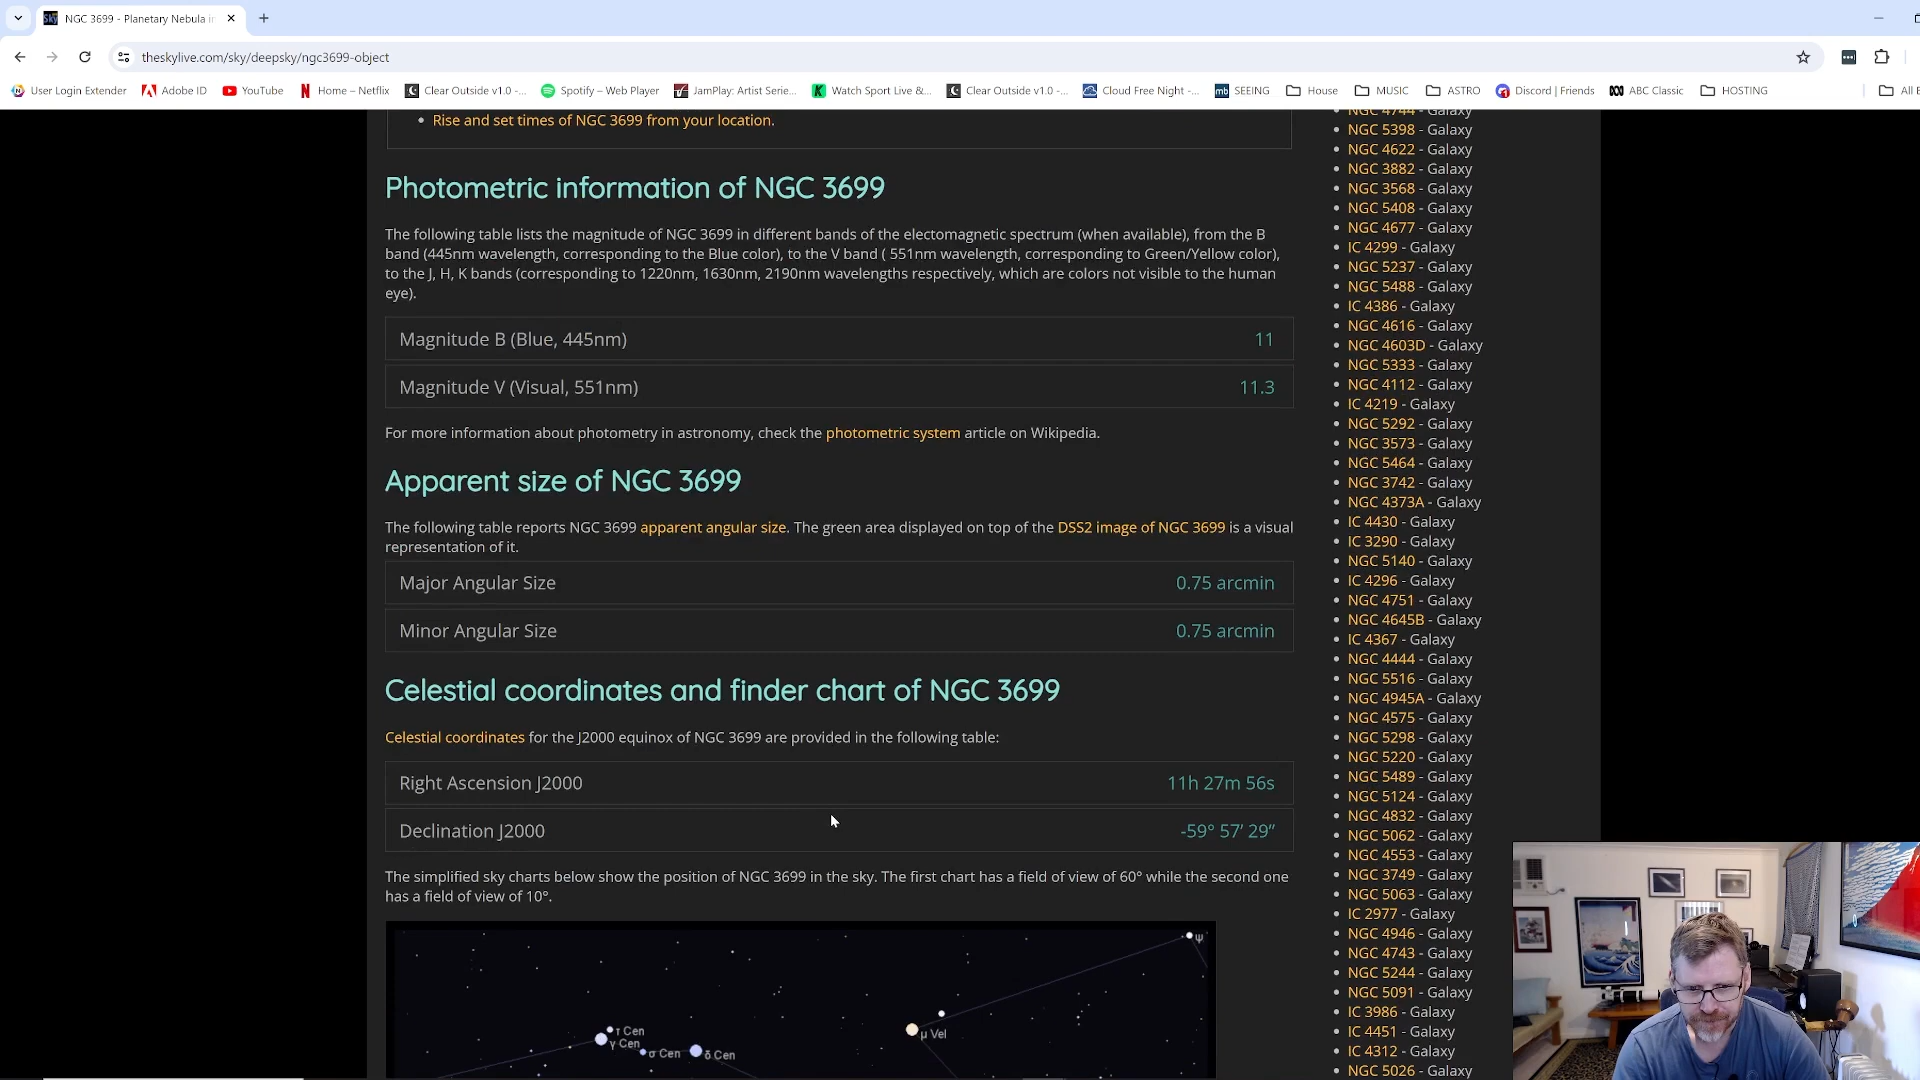 NGC 3699 - Planetary Nebula in
theskylive.com/sky/deepsky/ngc3699-object
User Login Extender
Adobe ID
YouTube
Home – Netflix
Clear Outside v1.0 -...
Spotify – Web Player
JamPlay: Artist Serie...
Watch Sport Live &...
Clear Outside v1.0 -...
Cloud Free Night -...
mb SEEING
House
MUSIC
ASTRO
Discord | Friends
ABC Classic
HOSTING
All
• Rise and set times of NGC 3699 from your location.
Photometric information of NGC 3699
The following table lists the magnitude of NGC 3699 in different bands of the electromagnetic spectrum (when available), from the B
band (445nm wavelength, corresponding to the Blue color), to the V band ( 551nm wavelength, corresponding to Green/Yellow color),
to the J, H, K bands (corresponding to 1220nm, 1630nm, 2190nm wavelengths respectively, which are colors not visible to the human
eye).
Magnitude B (Blue, 445nm) 11
Magnitude V (Visual, 551nm) 11.3
For more information about photometry in astronomy, check the photometric system article on Wikipedia.
Apparent size of NGC 3699
The following table reports NGC 3699 apparent angular size. The green area displayed on top of the DSS2 image of NGC 3699 is a visual
representation of it.
Major Angular Size 0.75 arcmin
Minor Angular Size 0.75 arcmin
Celestial coordinates and finder chart of NGC 3699
Celestial coordinates for the J2000 equinox of NGC 3699 are provided in the following table:
Right Ascension J2000 11h 27m 56s
Declination J2000 -59° 57’ 29”
The simplified sky charts below show the position of NGC 3699 in the sky. The first chart has a field of view of 60° while the second one
has a field of view of 10°.
ψ
τ Cen
γ Cen
σ Cen
δ Cen
μ Vel
NGC 4744 - Galaxy
• NGC 5398 - Galaxy
• NGC 4622 - Galaxy
• NGC 3882 - Galaxy
• NGC 3568 - Galaxy
• NGC 5408 - Galaxy
• NGC 4677 - Galaxy
• IC 4299 - Galaxy
• NGC 5237 - Galaxy
• NGC 5488 - Galaxy
• IC 4386 - Galaxy
• NGC 4616 - Galaxy
• NGC 4603D - Galaxy
• NGC 5333 - Galaxy
• NGC 4112 - Galaxy
• IC 4219 - Galaxy
• NGC 5292 - Galaxy
• NGC 3573 - Galaxy
• NGC 5464 - Galaxy
• NGC 3742 - Galaxy
• NGC 4373A - Galaxy
• IC 4430 - Galaxy
• IC 3290 - Galaxy
• NGC 5140 - Galaxy
• IC 4296 - Galaxy
• NGC 4751 - Galaxy
• NGC 4645B - Galaxy
• IC 4367 - Galaxy
• NGC 4444 - Galaxy
• NGC 5516 - Galaxy
• NGC 4945A - Galaxy
• NGC 4575 - Galaxy
• NGC 5298 - Galaxy
• NGC 5220 - Galaxy
• NGC 5489 - Galaxy
• NGC 5124 - Galaxy
• NGC 4832 - Galaxy
• NGC 5062 - Galaxy
• NGC 4553 - Galaxy
• NGC 3749 - Galaxy
• NGC 5063 - Galaxy
• IC 2977 - Galaxy
• NGC 4946 - Galaxy
• NGC 4743 - Galaxy
• NGC 5244 - Galaxy
• NGC 5091 - Galaxy
• IC 3986 - Galaxy
• IC 4451 - Galaxy
• IC 4312 - Galaxy
• NGC 5026 - Galaxy